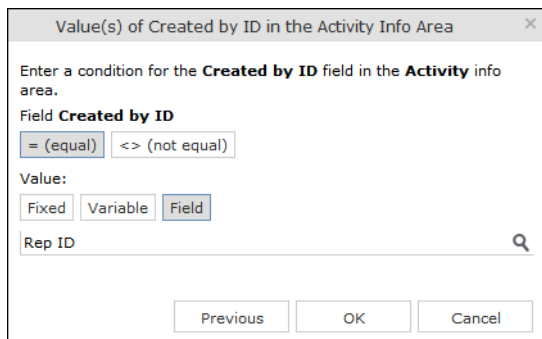 Value(s) of Created by ID in the Activity Info Area
Enter a condition for the Created by ID field in the Activity info
area.
Field Created by ID
= (equal) <> (not equal)
Value:
Fixed Variable Field
Rep ID
Previous OK Cancel